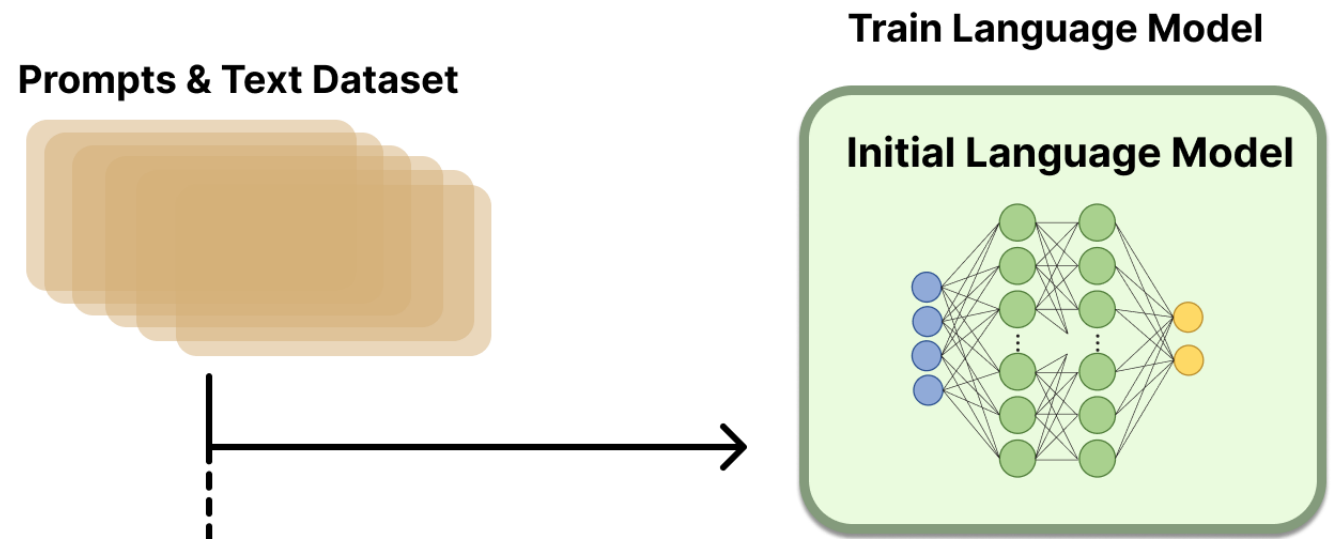 Train Language Model
Prompts & Text Dataset
Initial Language Model